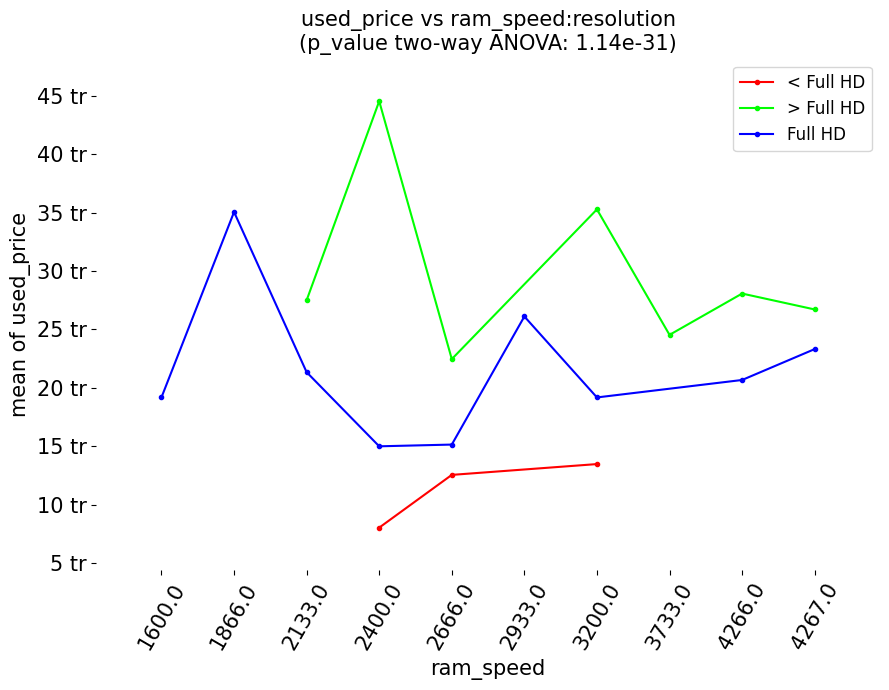 used_price vs ram_speed:resolution
(p_value two-way ANOVA: 1.14e-31)
< Full HD
> Full HD
Full HD
mean of used_price
45 tr
40 tr
35 tr
30 tr
25 tr
20 tr
15 tr
10 tr
5 tr
1600.0
1866.0
2133.0
2400.0
2666.0
2933.0
3200.0
3733.0
4266.0
4267.0
ram_speed